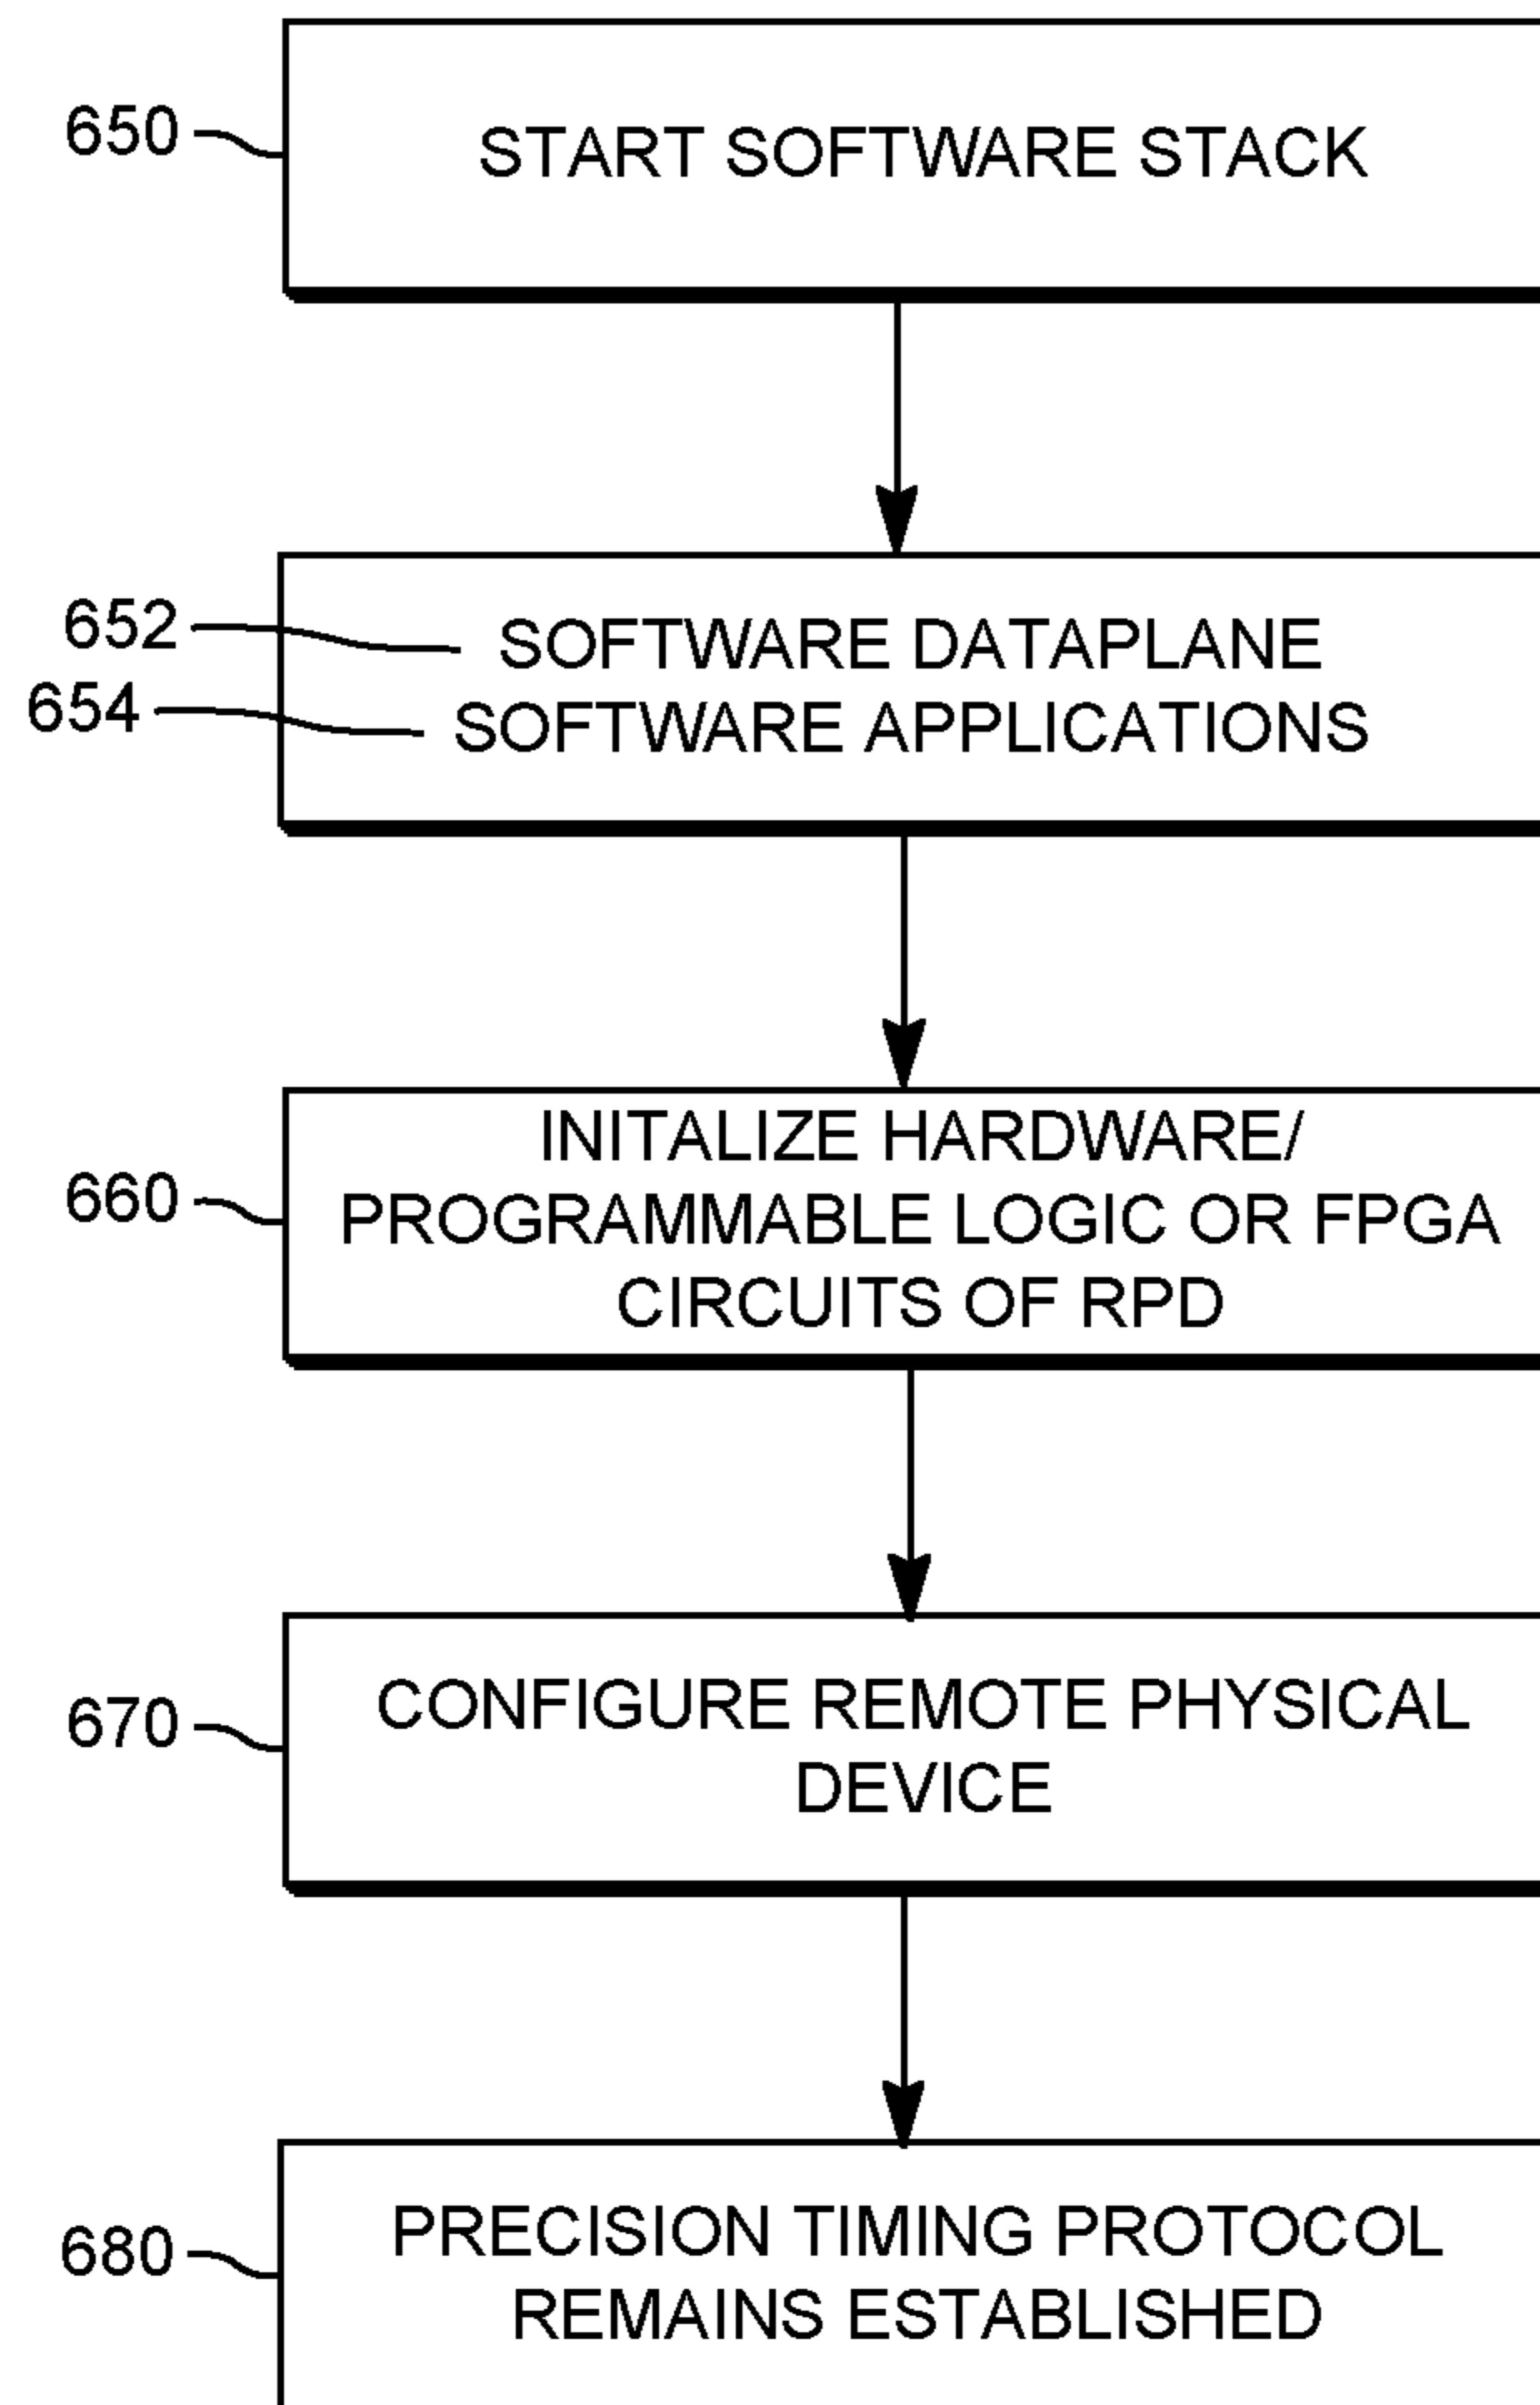 650
START SOFTWARE STACK
652
SOFTWARE DATAPLANE
654
SOFTWARE APPLICATIONS
660
INITALIZE HARDWARE/
PROGRAMMABLE LOGIC OR FPGA
CIRCUITS OF RPD
670
CONFIGURE REMOTE PHYSICAL
DEVICE
680
PRECISION TIMING PROTOCOL
REMAINS ESTABLISHED